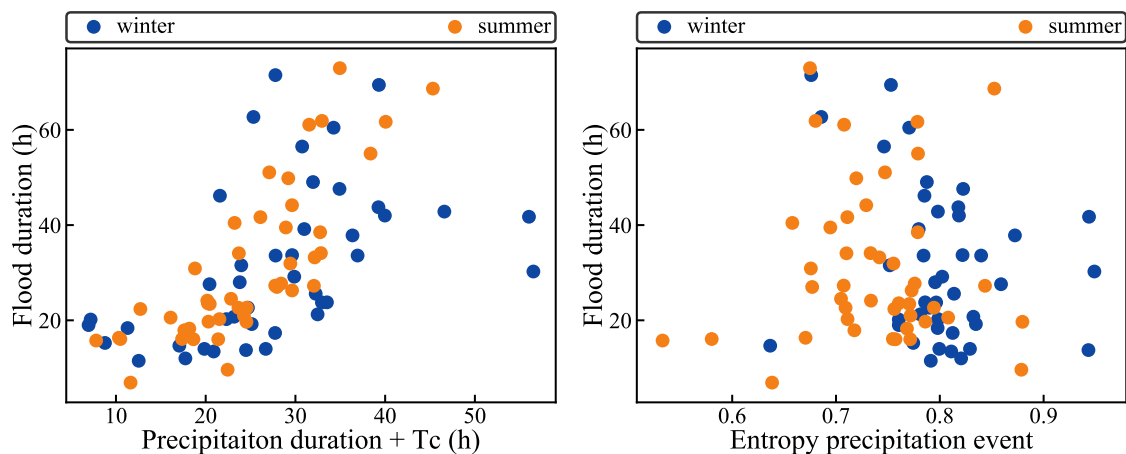 winter summer
Flood duration (h)
60
40
20
10 20 30 40 50
Precipitaiton duration + Tc (h)
winter summer
Flood duration (h)
60
40
20
0.6 0.7 0.8 0.9
Entropy precipitation event